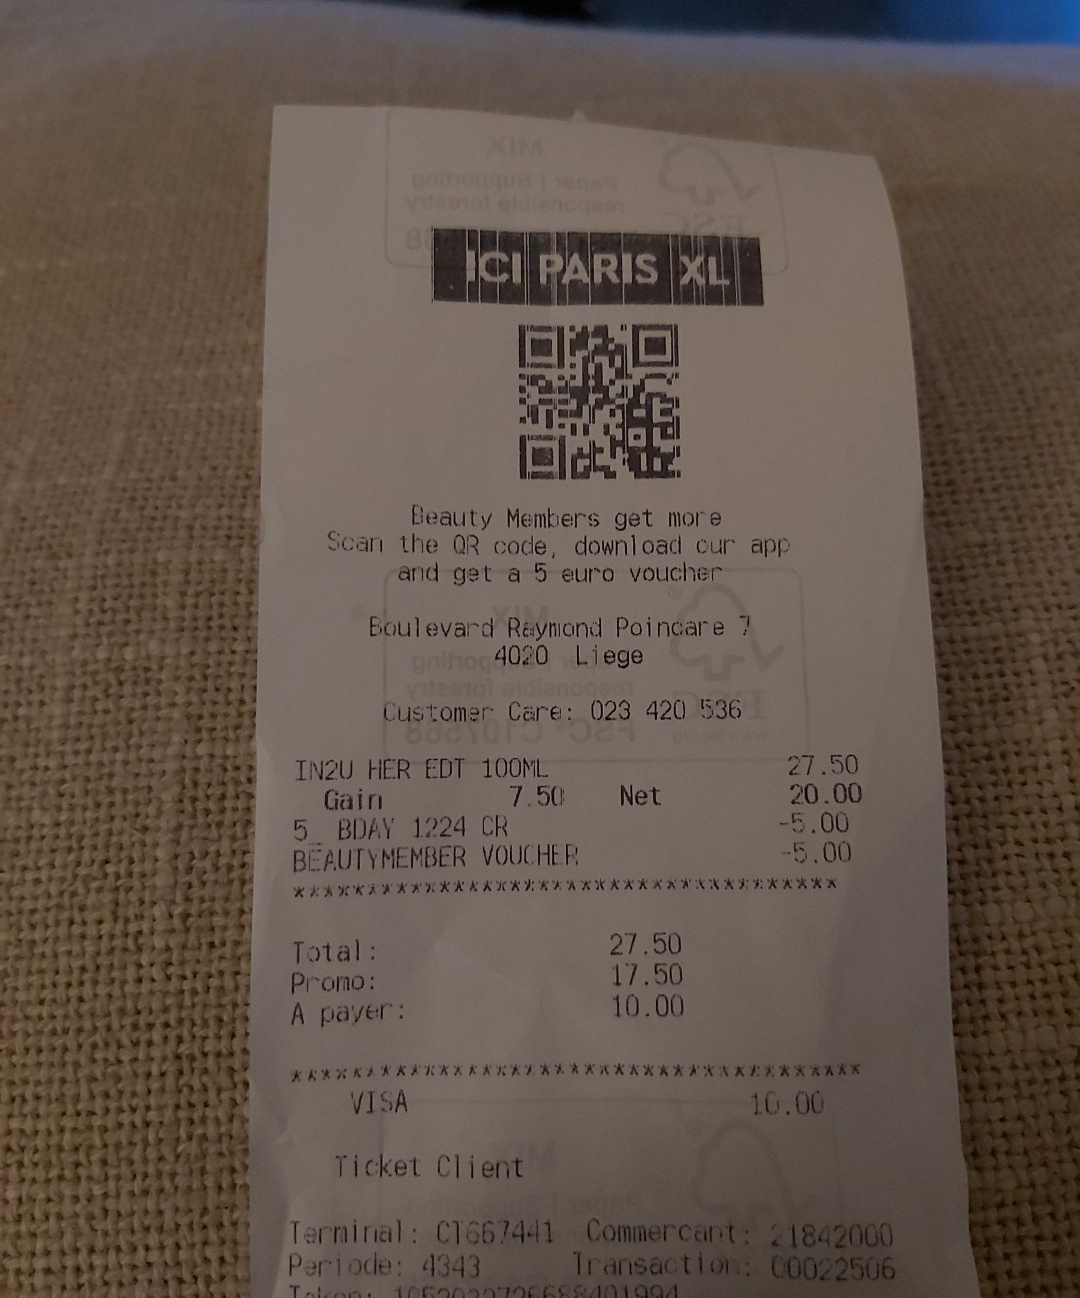 ICI PARIS XL
Beauty Members get more
Scan the QR code, download our app
and get a 5 euro voucher
Boulevard Raymond Poincare 7
4020 Liege
Customer Care: 023 420 536
IN2U HER EDT 100ML 27.50
Gain 7.50 Net 20.00
5_ BDAY 1224 CR -5.00
BEAUTYMEMBER VOUCHER -5.00
****************************************
Total: 27.50
Promo: 17.50
A payer: 10.00
****************************************
VISA 10.00
Ticket Client
Terminal: CT667441 Commercant: 21842000
Periode: 4343 Transaction: 00022506